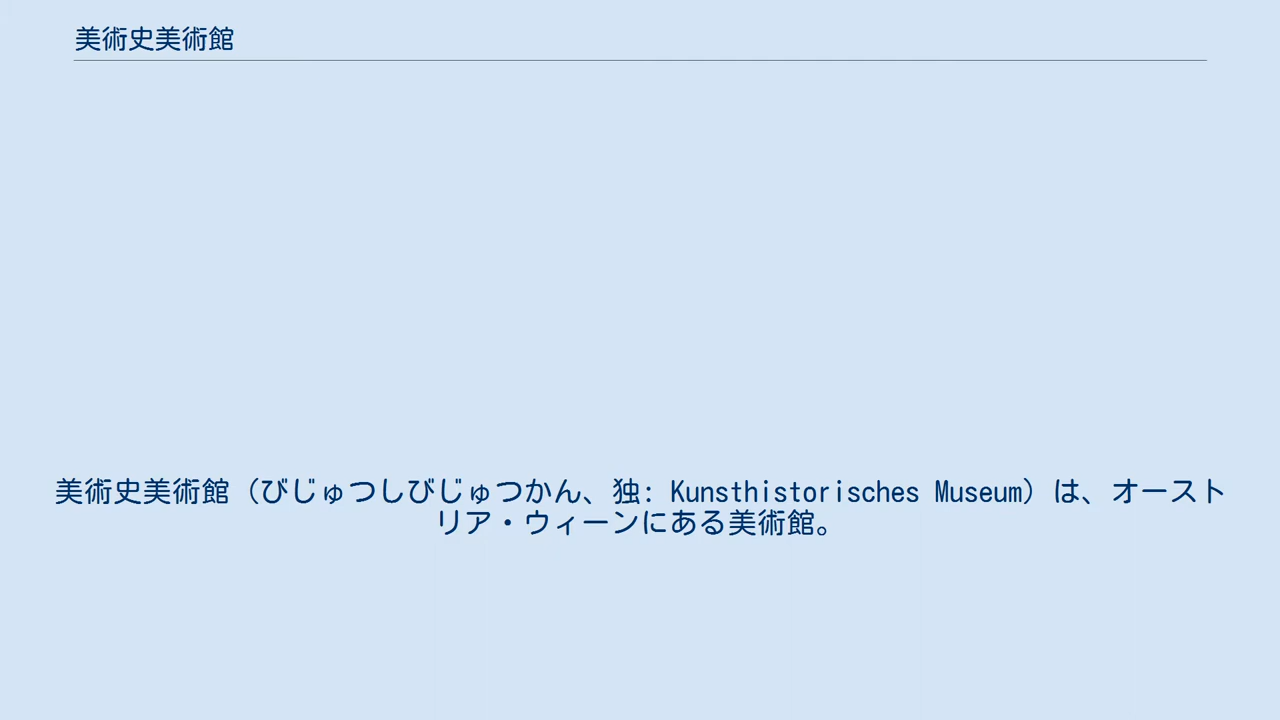 美術史美術館
美術史美術館（びじゅつしびじゅつかん、独: Kunsthistorisches Museum）は、オースト
リア・ウィーンにある美術館。